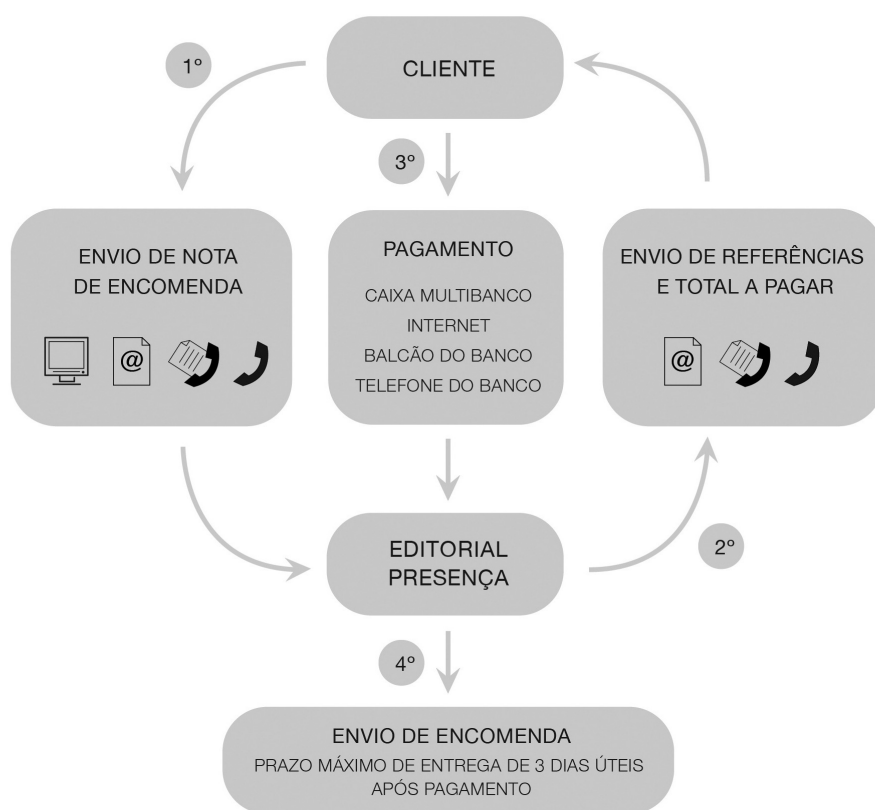 1º
CLIENTE
3º
ENVIO DE NOTA
DE ENCOMENDA
@
PAGAMENTO
CAIXA MULTIBANCO
INTERNET
BALCÃO DO BANCO
TELEFONE DO BANCO
ENVIO DE REFERÊNCIAS
E TOTAL A PAGAR
@
EDITORIAL
PRESENÇA
2º
4º
ENVIO DE ENCOMENDA
PRAZO MÁXIMO DE ENTREGA DE 3 DIAS ÚTEIS
APÓS PAGAMENTO